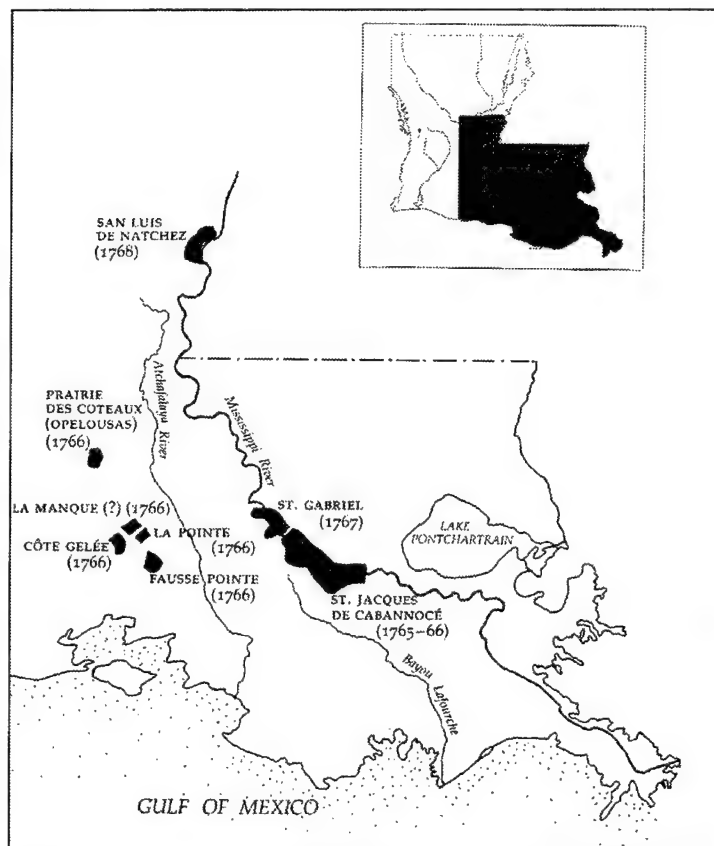 SAN LUIS
DE NATCHEZ
(1768)
Atchafalaya River
Mississippi River
PRAIRIE
DES COTEAUX
(OPELOUSAS)
(1766)
LA MANQUE (?) (1766)
LA POINTE
(1766)
CÔTE GELÉE
(1766)
FAUSSE POINTE
(1766)
ST. GABRIEL
(1767)
LAKE
PONTCHARTRAIN
ST. JACQUES
DE CABANNOCÉ
(1765-66)
Bayou Lafourche
GULF OF MEXICO